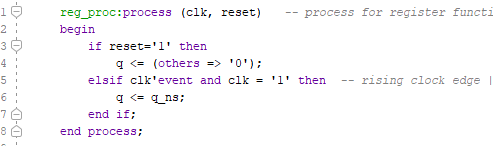 1 reg_proc:process (clk, reset) -- process for register functi
2 begin
3 if reset='1' then
4 q <= (others => '0');
5 elsif clk'event and clk = '1' then -- rising clock edge |
6 q <= q_ns;
7 end if;
8 end process;